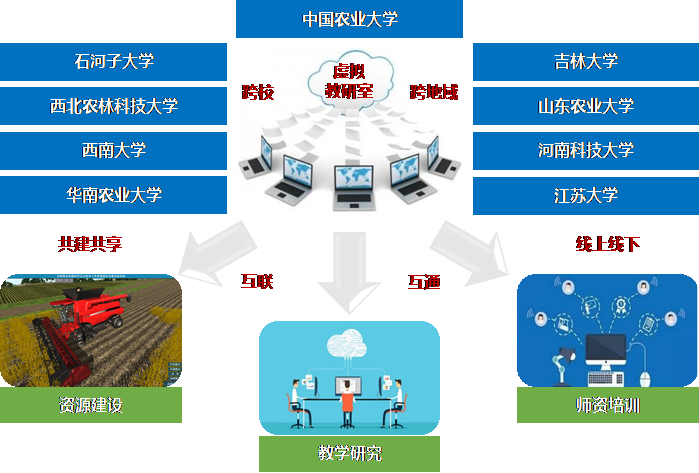 中国农业大学
石河子大学
西北农林科技大学
西南大学
华南农业大学
虚拟
教研室
跨校
跨地域
吉林大学
山东农业大学
河南科技大学
江苏大学
共建共享
互联
互通
线上线下
资源建设
教学研究
师资培训